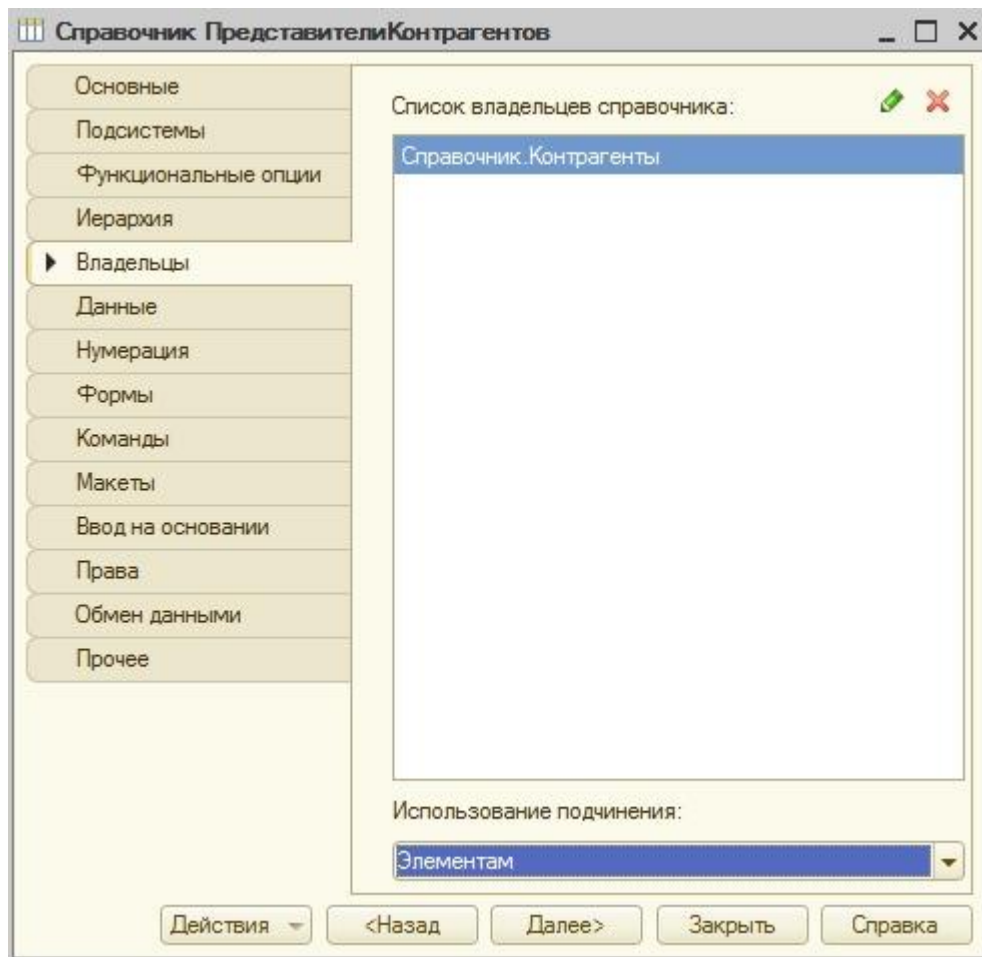 Справочник ПредставителиКонтрагентов
Основные
Подсистемы
Функциональные опции
Иерархия
Владельцы
Данные
Нумерация
Формы
Команды
Макеты
Ввод на основании
Права
Обмен данными
Прочее
Список владельцев справочника:
Справочник.Контрагенты
Использование подчинения:
Элементам
Действия
<Назад
Далее>
Закрыть
Справка